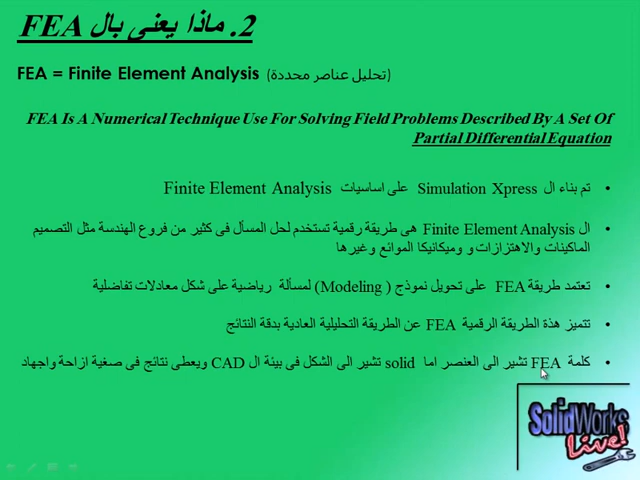 2. ماذا يعنى بال FEA
FEA = Finite Element Analysis (تحليل عناصر محددة)
FEA Is A Numerical Technique Use For Solving Field Problems Described By A Set Of
Partial Differential Equation
• تم بناء ال Simulation Xpress على اساسيات Finite Element Analysis
• ال Finite Element Analysis هى طريقة رقمية تستخدم لحل المسأل فى كثير من فروع الهندسة مثل التصميم
الماكينات والاهتزازات و وميكانيكا الموائع وغيرها
• تعتمد طريقة FEA على تحويل نموذج ( Modeling) لمسألة رياضية على شكل معادلات تفاضلية
• تتميز هذة الطريقة الرقمية FEA عن الطريقة التحليلية العادية بدقة النتائج
• كلمة FEA تشير الى العنصر اما solid تشير الى الشكل فى بيئة ال CAD ويعطى نتائج فى صغية ازاحة واجهاد
SolidWorks
Live!